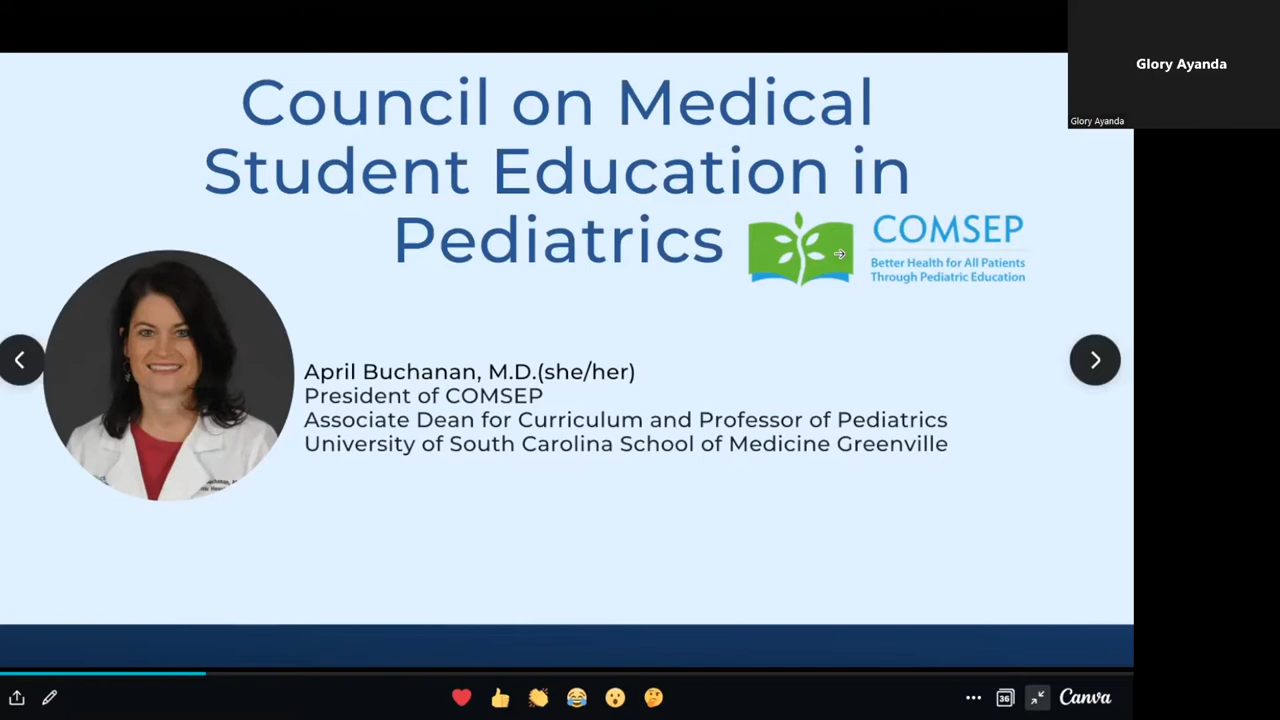 Glory Ayanda
Glory Ayanda
Council on Medical
Student Education in
Pediatrics
COMSEP
Better Health for All Patients
Through Pediatric Education
April Buchanan, M.D.(she/her)
President of COMSEP
Associate Dean for Curriculum and Professor of Pediatrics
University of South Carolina School of Medicine Greenville
36
Canva